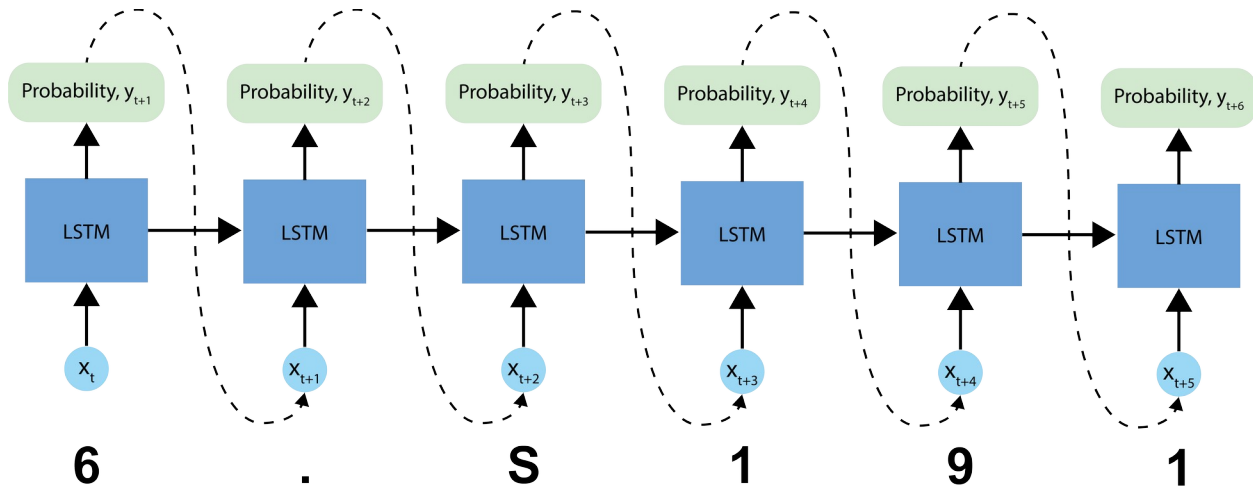 Probability, yt+1 Probability, yt+2 Probability, yt+3 Probability, yt+4 Probability, yt+5 Probability, yt+6
LSTM LSTM LSTM LSTM LSTM LSTM
xt xt+1 xt+2 xt+3 xt+4 xt+5
6 . S 1 9 1